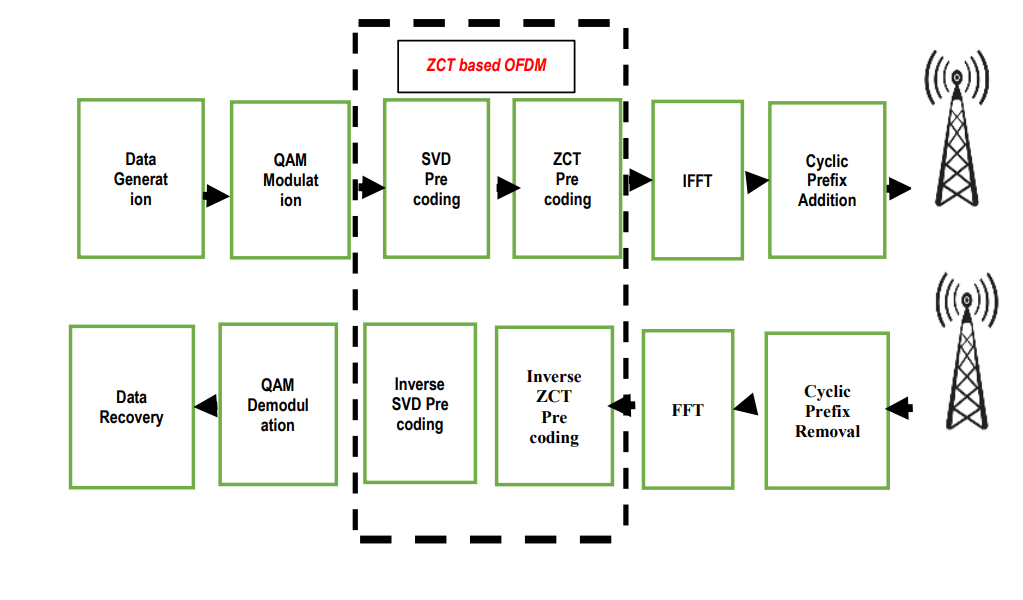 ZCT based OFDM
Data
Generat
ion
QAM
Modulat
ion
SVD
Pre
coding
ZCT
Pre
coding
IFFT
Cyclic
Prefix
Addition
Data
Recovery
QAM
Demodul
ation
Inverse
SVD Pre
coding
Inverse
ZCT
Pre
coding
FFT
Cyclic
Prefix
Removal